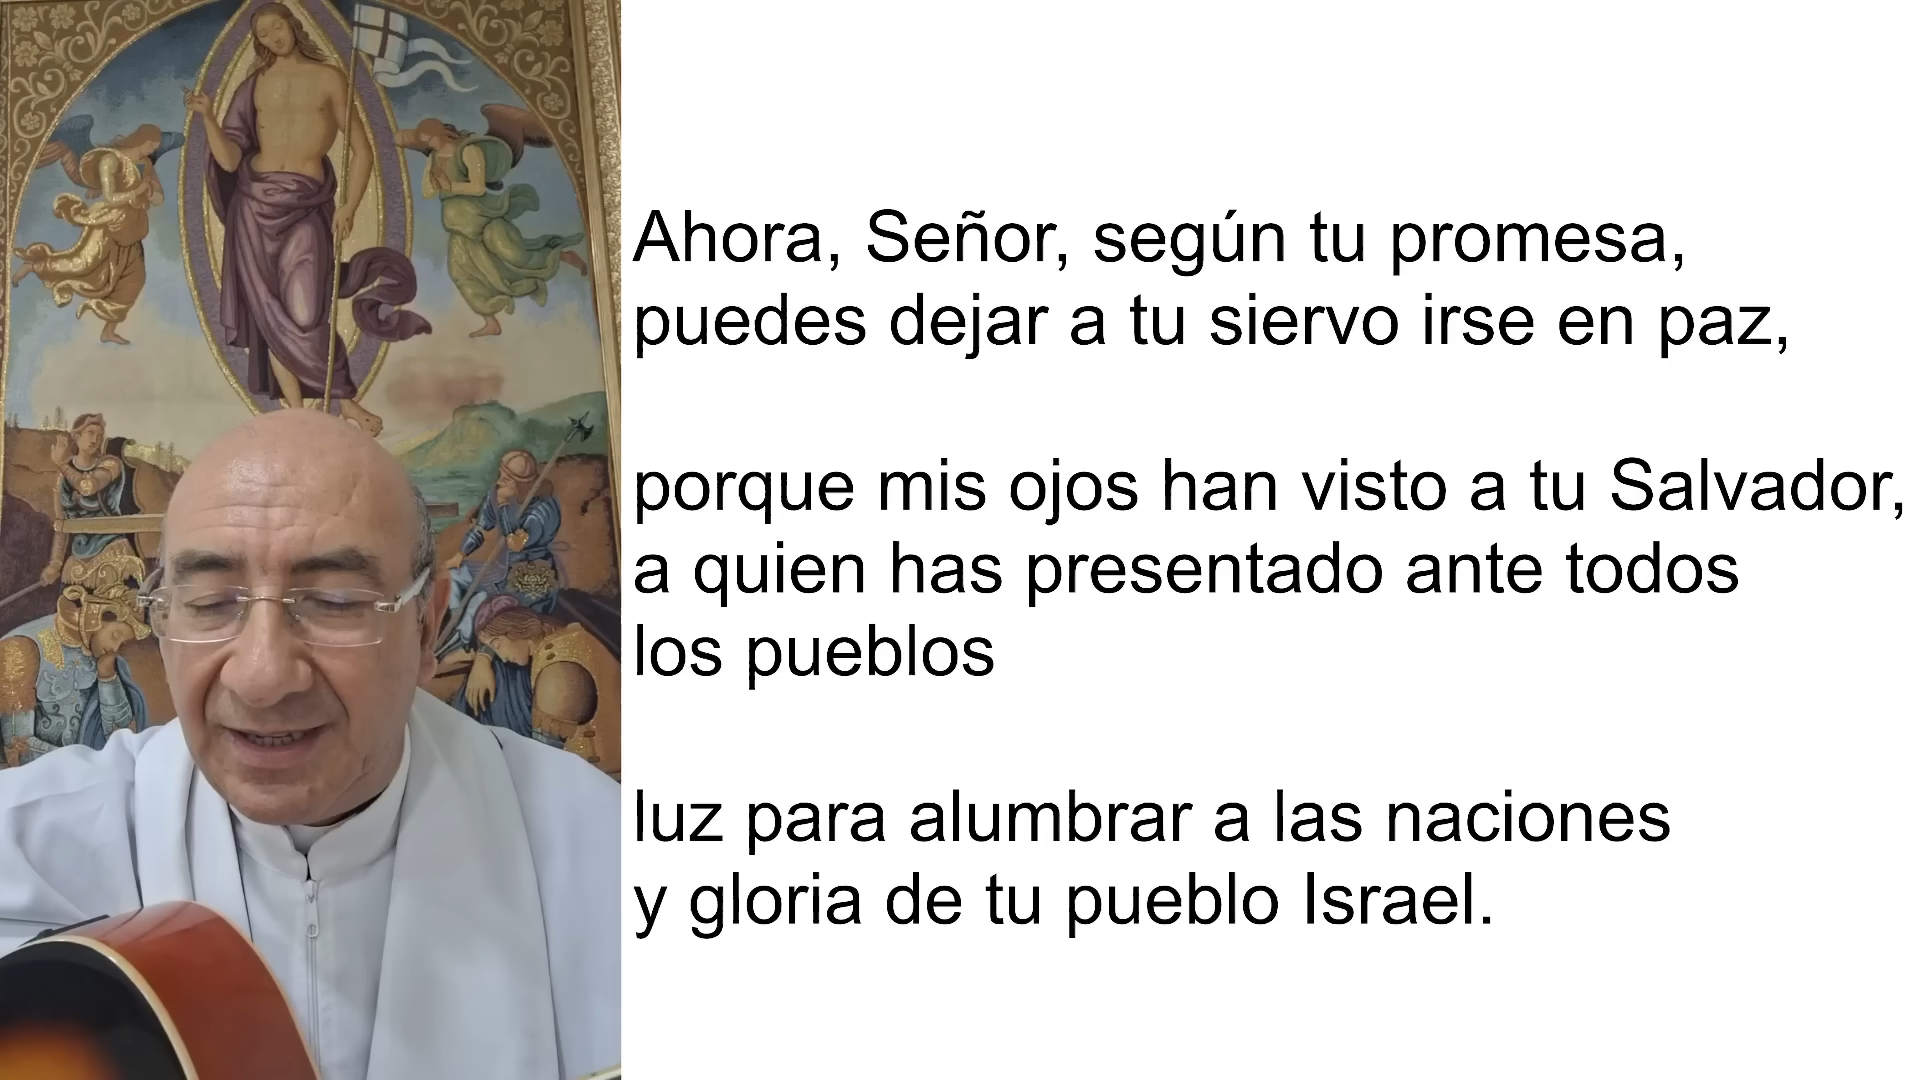 Ahora, Señor, según tu promesa,
puedes dejar a tu siervo irse en paz,
porque mis ojos han visto a tu Salvador,
a quien has presentado ante todos
los pueblos
luz para alumbrar a las naciones
y gloria de tu pueblo Israel.